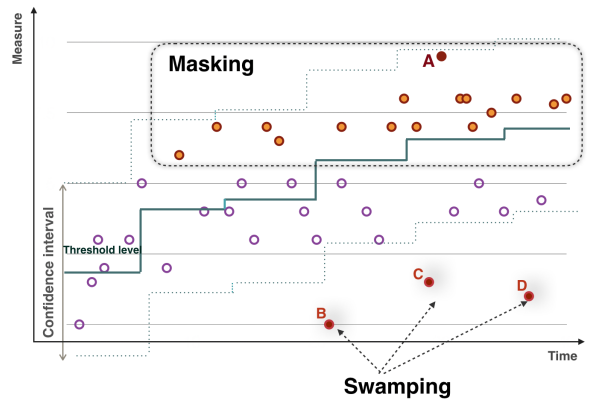 Measure
Masking
A
Threshold level
Confidence interval
C
D
B
Time
Swamping